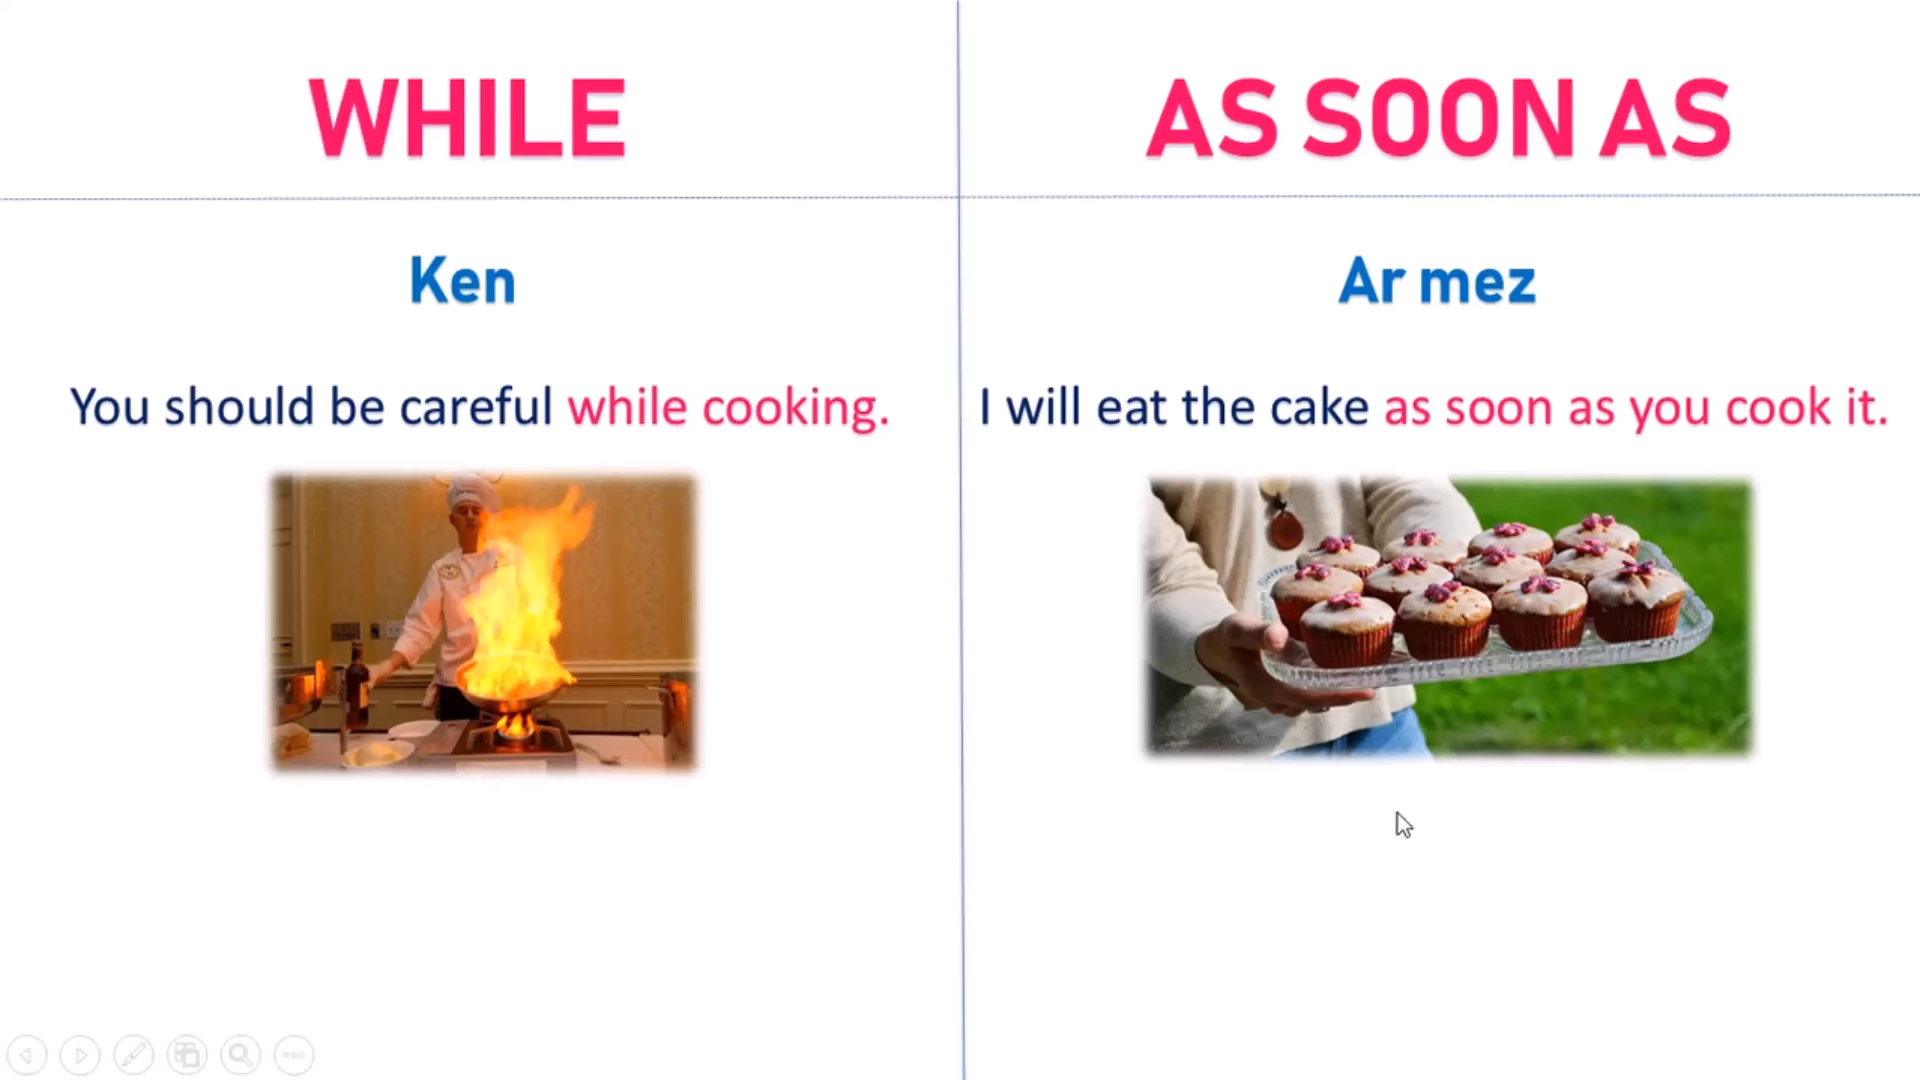 WHILE
AS SOON AS
Ken
Ar mez
You should be careful while cooking.
I will eat the cake as soon as you cook it.